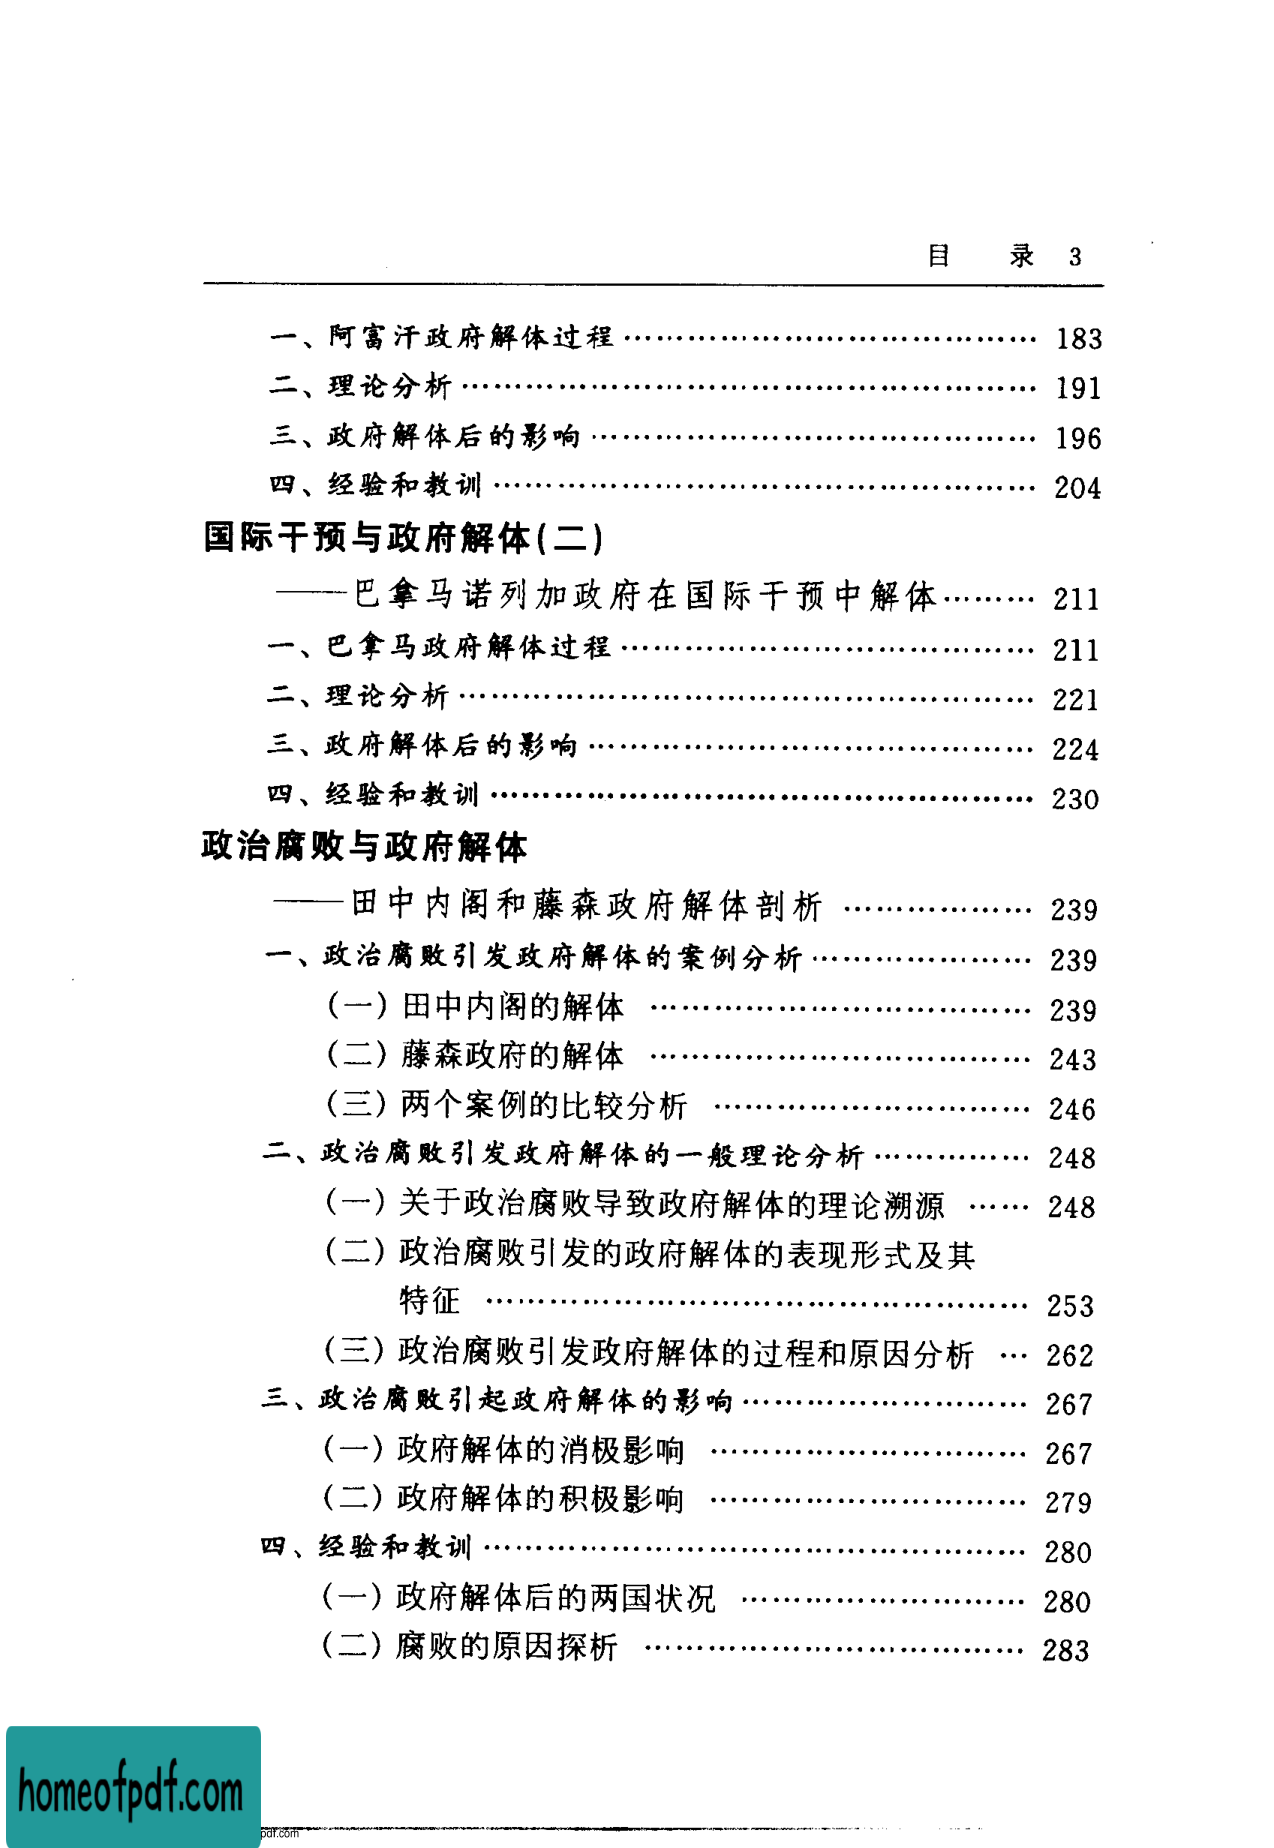 目 录 3
一、阿富汗政府解体过程…………………………………… 183
二、理论分析…………………………………………………… 191
三、政府解体后的影响……………………………………… 196
四、经验和教训………………………………………………… 204
国际干预与政府解体(二)
——巴拿马诺列加政府在国际干预中解体……… 211
一、巴拿马政府解体过程…………………………………… 211
二、理论分析…………………………………………………… 221
三、政府解体后的影响……………………………………… 224
四、经验和教训………………………………………………… 230
政治腐败与政府解体
——田中内阁和藤森政府解体剖析 ……………… 239
一、政治腐败引发政府解体的案例分析………………… 239
(一)田中内阁的解体 ……………………………… 239
(二)藤森政府的解体 ……………………………… 243
(三)两个案例的比较分析 ………………………… 246
二、政治腐败引发政府解体的一般理论分析…………… 248
(一)关于政治腐败导致政府解体的理论溯源 …… 248
(二)政治腐败引发的政府解体的表现形式及其
特征 …………………………………………… 253
(三)政治腐败引发政府解体的过程和原因分析 … 262
三、政治腐败引起政府解体的影响……………………… 267
(一)政府解体的消极影响 ………………………… 267
(二)政府解体的积极影响 ………………………… 279
四、经验和教训………………………………………………… 280
(一)政府解体后的两国状况 ……………………… 280
(二)腐败的原因探析 ……………………………… 283
homeofpdf.com
pdf.com